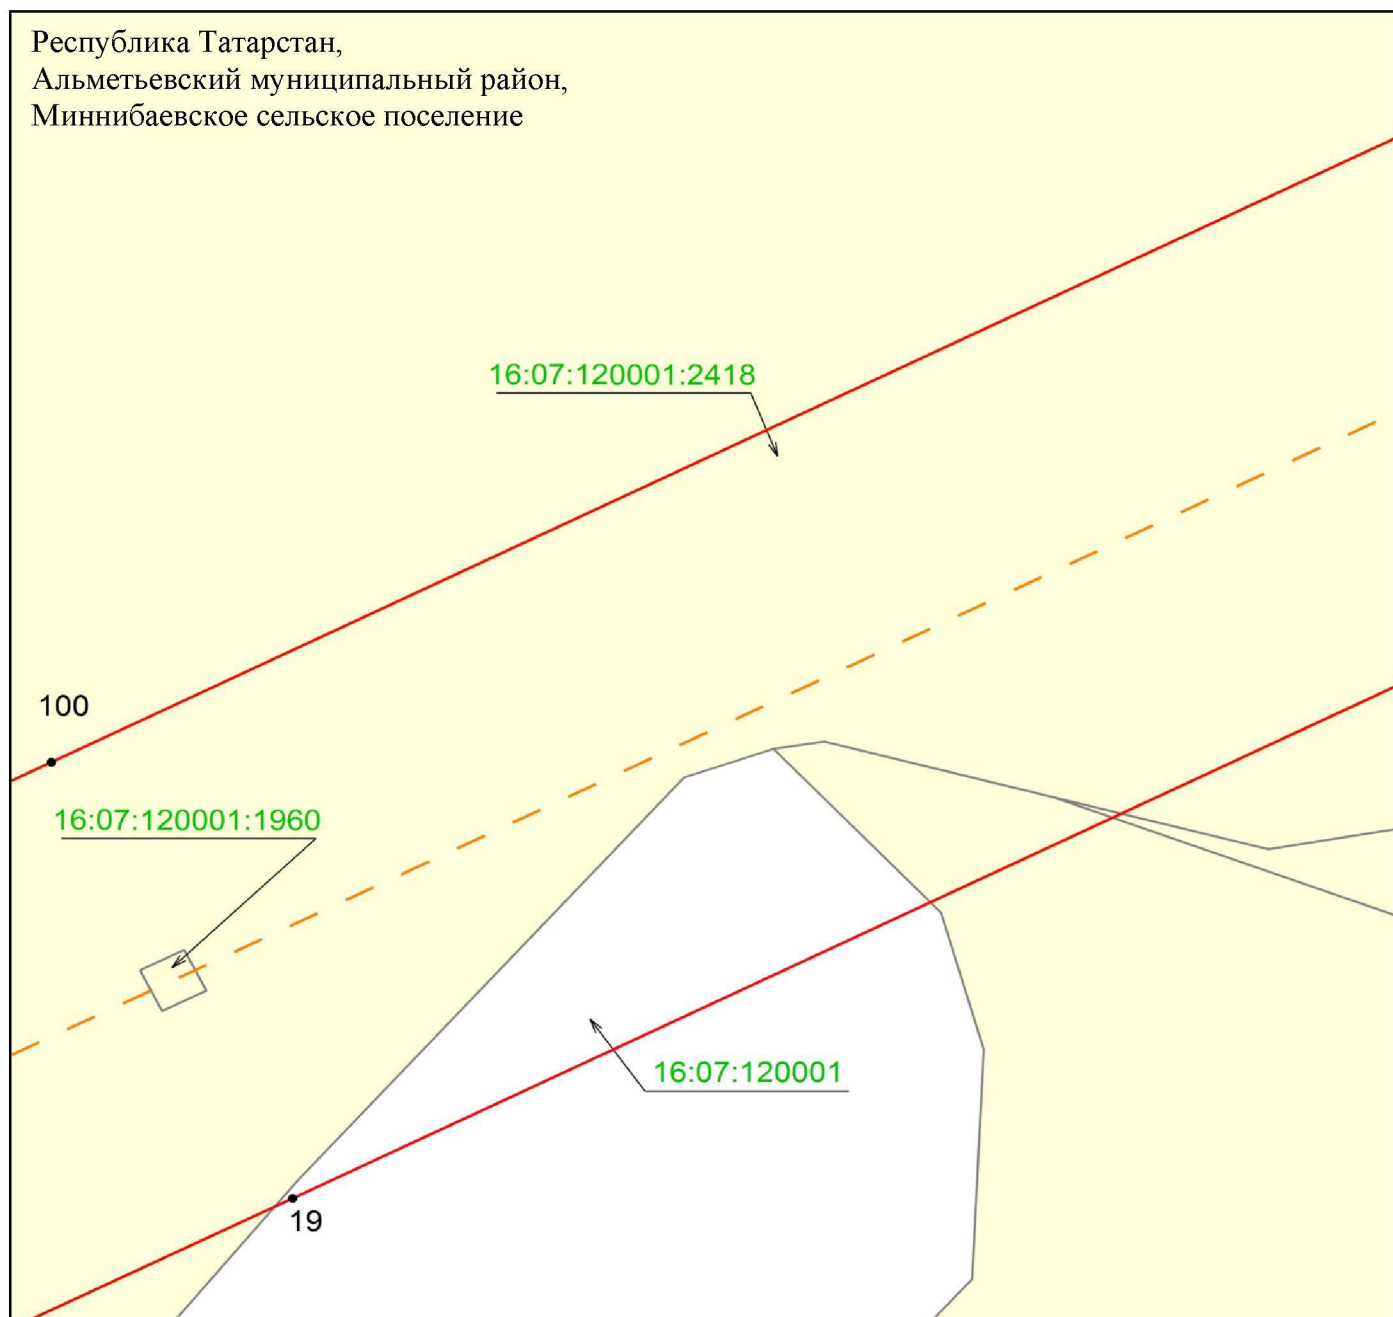 Республика Татарстан,
Альметьевский муниципальный район,
Миннибаевское сельское поселение
16:07:120001:2418
100
16:07:120001:1960
16:07:120001
19